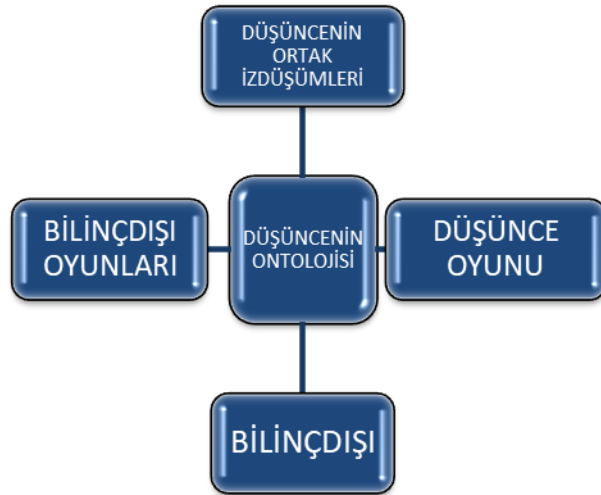 DÜŞÜNCENİN
ORTAK
İZDÜŞÜMLERİ
BİLİNÇDIŞI
OYUNLARI
DÜŞÜNCENİN
ONTOLOJİSİ
DÜŞÜNCE
OYUNU
BİLİNÇDIŞI